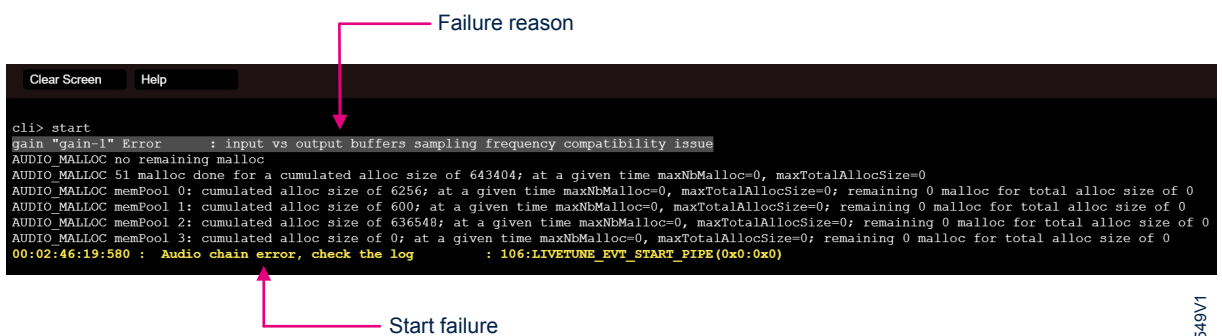 Failure reason
Clear Screen Help
cli> start
gain "gain-1" Error : input vs output buffers sampling frequency compatibility issue
AUDIO_MALLOC no remaining malloc
AUDIO_MALLOC 51 malloc done for a cumulated alloc size of 643404; at a given time maxNbMalloc=0, maxTotalAllocSize=0
AUDIO_MALLOC memPool 0: cumulated alloc size of 6256; at a given time maxNbMalloc=0, maxTotalAllocSize=0; remaining 0 malloc for total alloc size of 0
AUDIO_MALLOC memPool 1: cumulated alloc size of 600; at a given time maxNbMalloc=0, maxTotalAllocSize=0; remaining 0 malloc for total alloc size of 0
AUDIO_MALLOC memPool 2: cumulated alloc size of 636548; at a given time maxNbMalloc=0, maxTotalAllocSize=0; remaining 0 malloc for total alloc size of 0
AUDIO_MALLOC memPool 3: cumulated alloc size of 0; at a given time maxNbMalloc=0, maxTotalAllocSize=0; remaining 0 malloc for total alloc size of 0
00:02:46:19:580 : Audio chain error, check the log : 106:LIVETUNE_EVT_START_PIPE(0x0:0x0)
Start failure